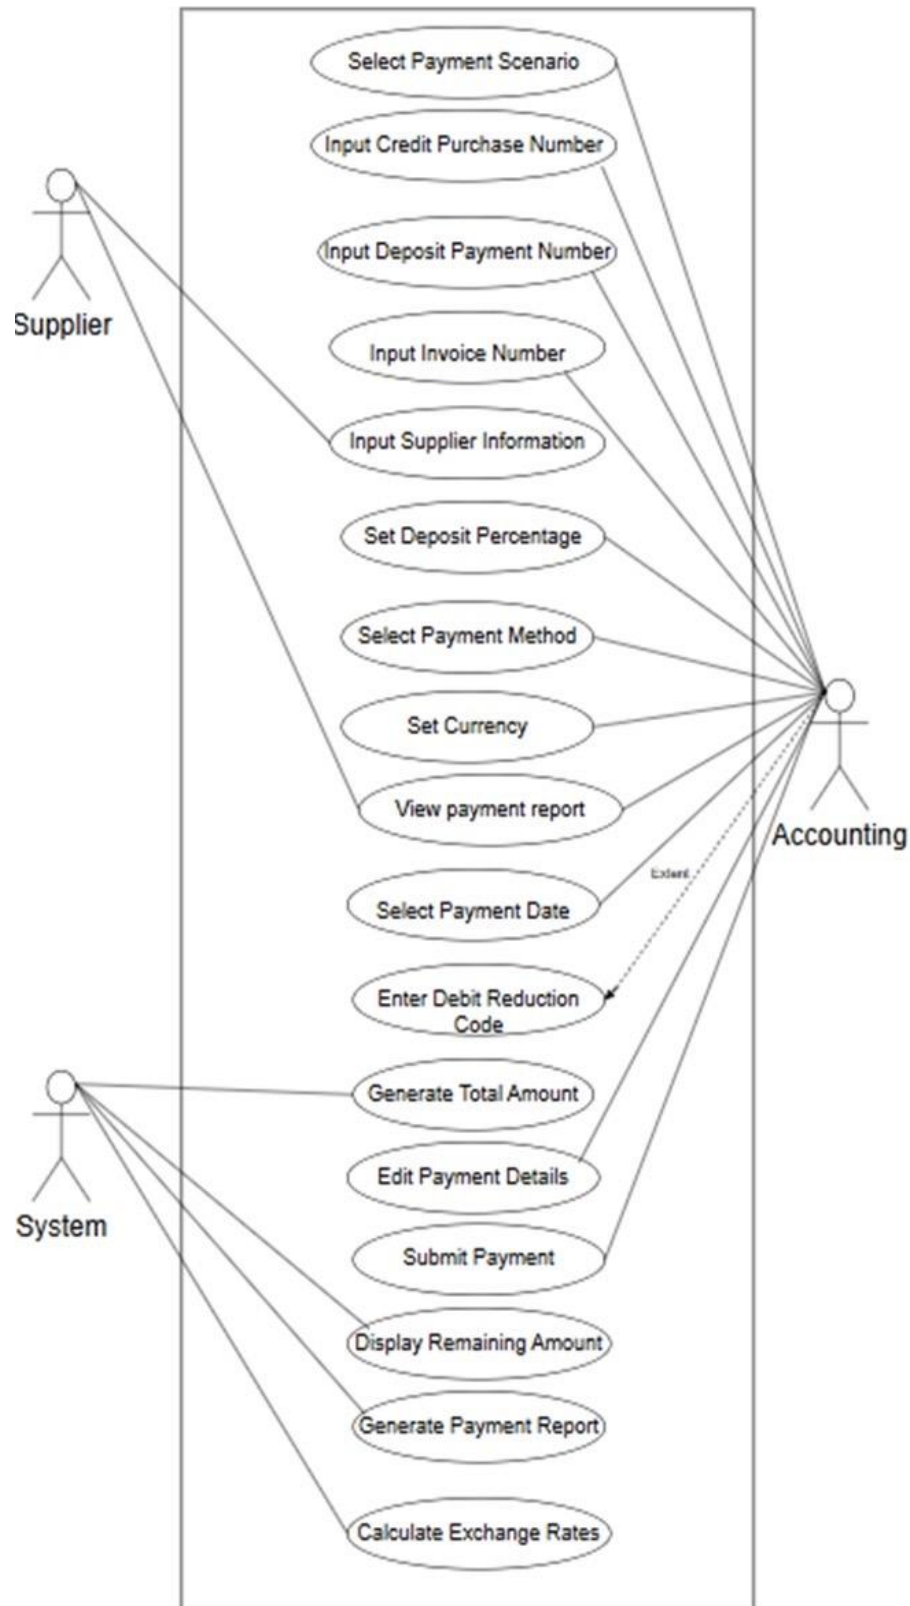 Select Payment Scenario
Input Credit Purchase Number
Input Deposit Payment Number
Supplier
Input Invoice Number
Input Supplier Information
Set Deposit Percentage
Select Payment Method
Set Currency
View payment report
Accounting
Extent
Select Payment Date
Enter Debit Reduction
Code
Generate Total Amount
Edit Payment Details
System
Submit Payment
Display Remaining Amount
Generate Payment Report
Calculate Exchange Rates